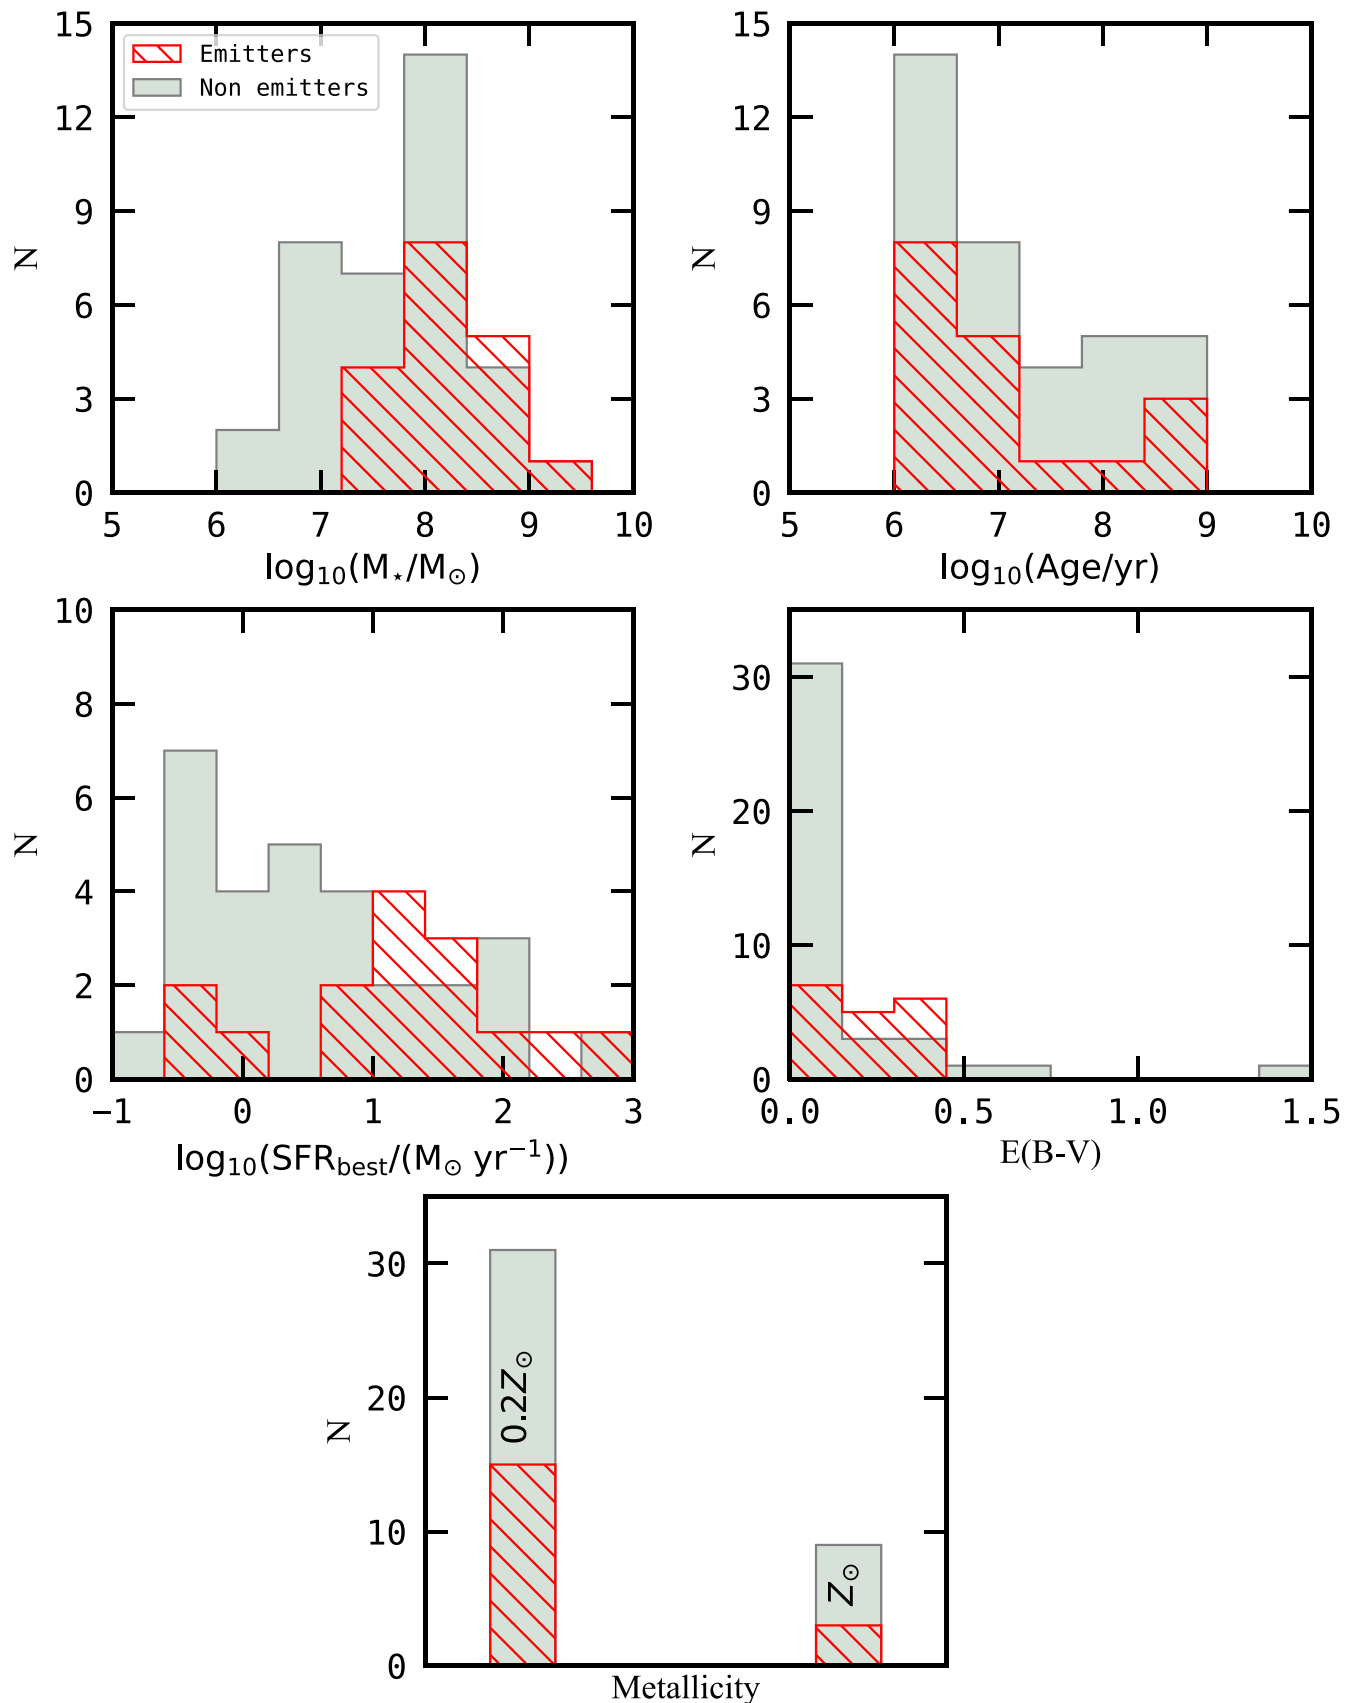 15
12
9
6
3
0
N
Emitters
Non emitters
5 6 7 8 9 10
log₁₀(M⋆/M⊙)
15
12
9
6
3
0
N
5 6 7 8 9 10
log₁₀(Age/yr)
10
8
6
4
2
0
N
−1 0 1 2 3
log₁₀(SFR_best/(M⊙ yr⁻¹))
30
20
10
0
N
0.0 0.5 1.0 1.5
E(B-V)
30
20
10
0
N
0.2Z⊙
Z⊙
Metallicity